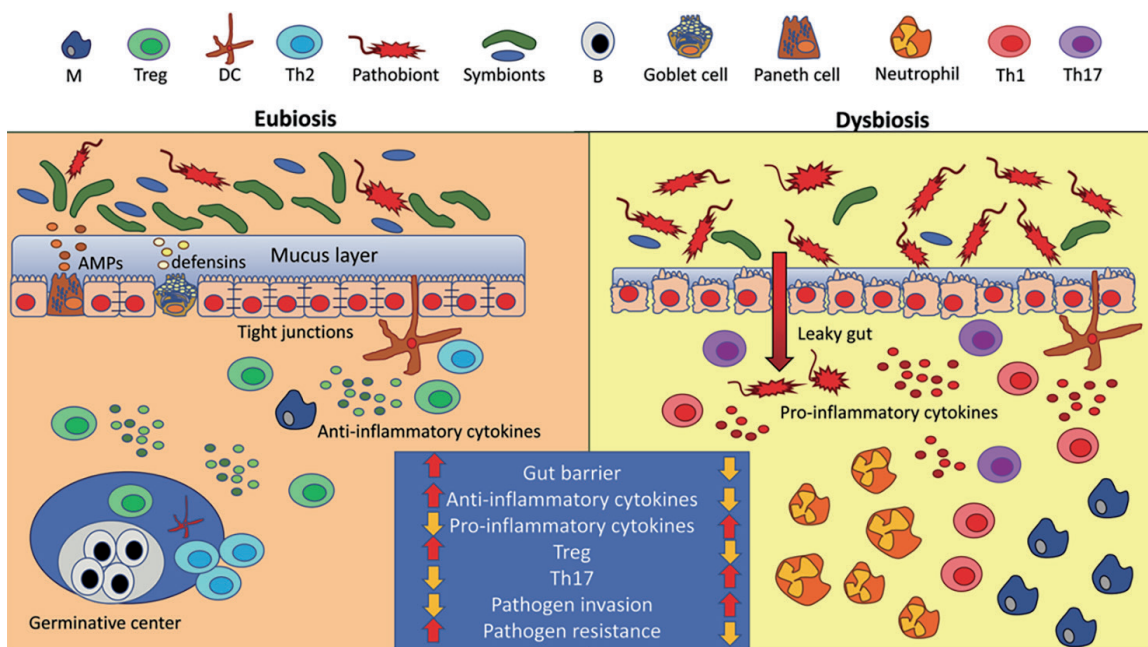 M
Treg
DC
Th2
Pathobiont
Symbionts
B
Goblet cell
Paneth cell
Neutrophil
Th1
Th17
Eubiosis
Dysbiosis
AMPs
defensins
Mucus layer
Tight junctions
Anti-inflammatory cytokines
Germinative center
Leaky gut
Pro-inflammatory cytokines
Gut barrier
Anti-inflammatory cytokines
Pro-inflammatory cytokines
Treg
Th17
Pathogen invasion
Pathogen resistance